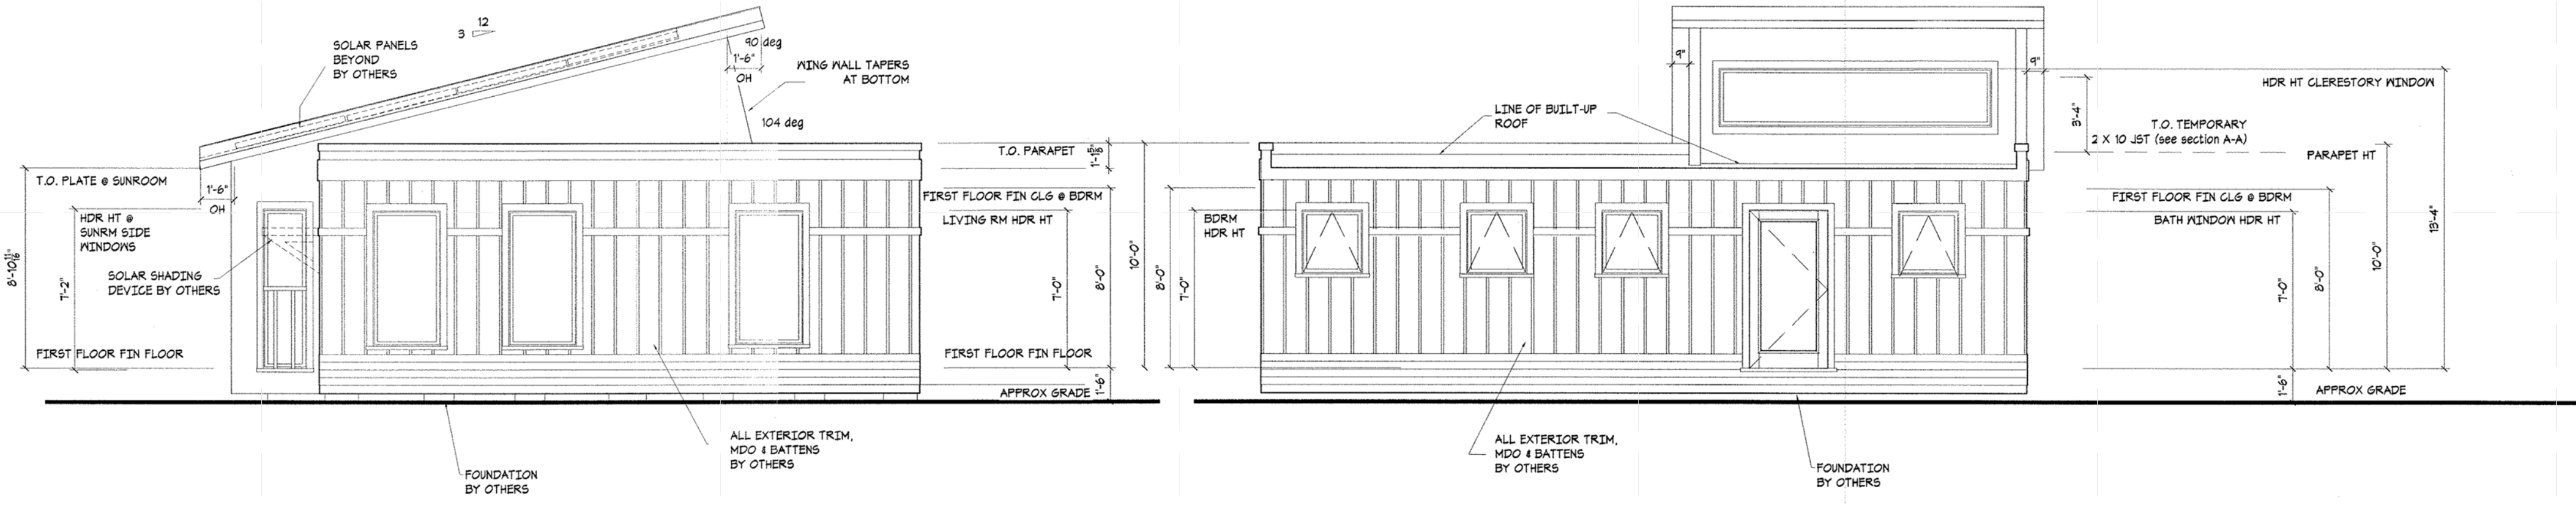 12
3
SOLAR PANELS
BEYOND
BY OTHERS
90 deg
1'-6"
OH
WING WALL TAPERS
AT BOTTOM
104 deg
T.O. PLATE @ SUNROOM
1'-6"
OH
HDR HT @
SUNRM SIDE
WINDOWS
8'-10 11/16"
7'-2"
SOLAR SHADING
DEVICE BY OTHERS
FIRST FLOOR FIN FLOOR
T.O. PARAPET
FIRST FLOOR FIN CLG @ BDRM
LIVING RM HDR HT
7'-0"
8'-0"
10'-0"
FIRST FLOOR FIN FLOOR
APPROX GRADE
1'-6"
ALL EXTERIOR TRIM,
MDO & BATTENS
BY OTHERS
FOUNDATION
BY OTHERS
9"
9"
HDR HT CLERESTORY WINDOW
LINE OF BUILT-UP
ROOF
3'-4"
T.O. TEMPORARY
2 X 10 JST (see section A-A)
PARAPET HT
BDRM
HDR HT
8'-0"
7'-0"
FIRST FLOOR FIN CLG @ BDRM
BATH WINDOW HDR HT
7'-0"
8'-0"
10'-0"
13'-4"
1'-6"
APPROX GRADE
ALL EXTERIOR TRIM,
MDO & BATTENS
BY OTHERS
FOUNDATION
BY OTHERS